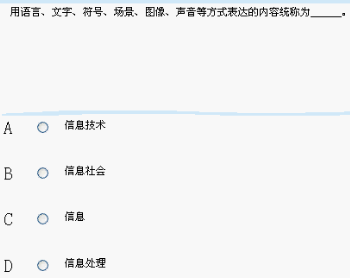 用语言、文字、符号、场景、图像、声音等方式表达的内容统称为______。
A 信息技术
B 信息社会
C 信息
D 信息处理